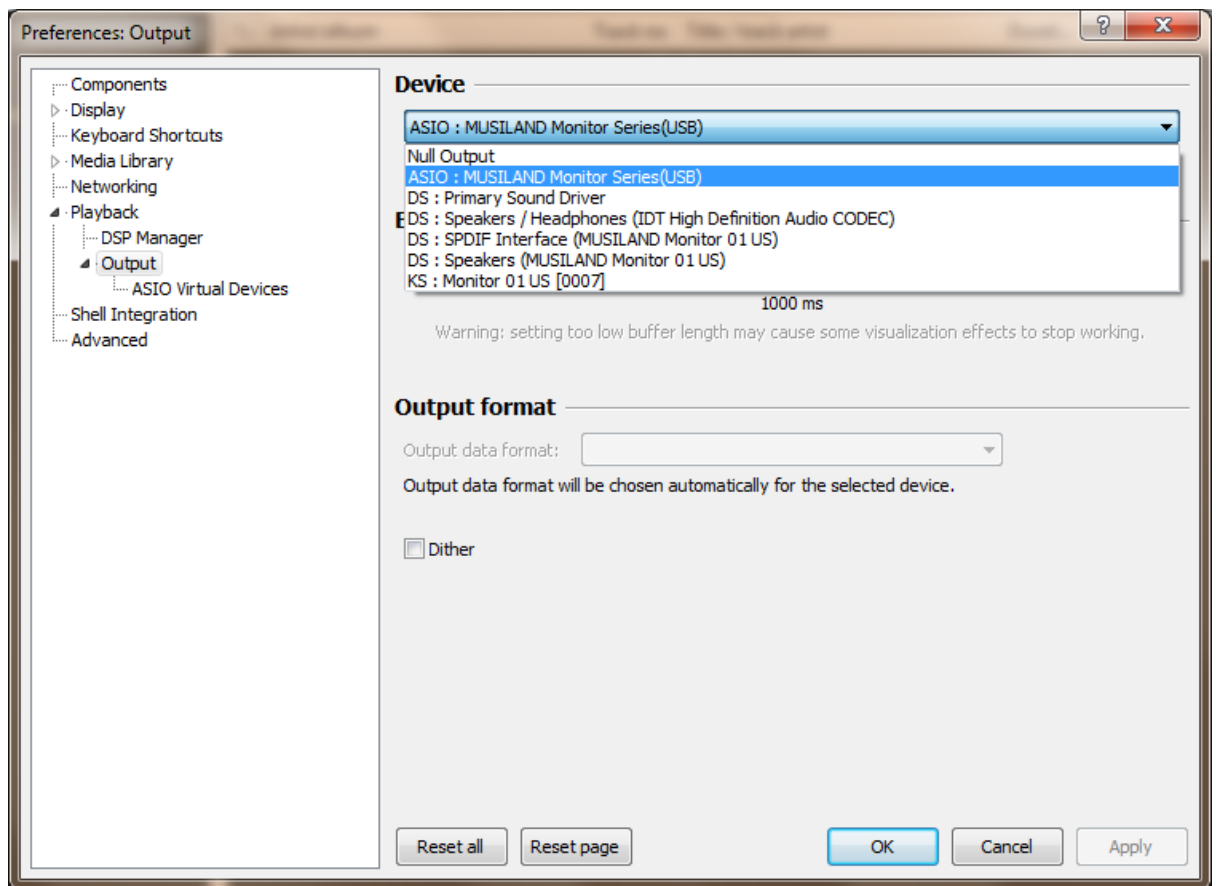 Preferences: Output
Components
Display
Keyboard Shortcuts
Media Library
Networking
Playback
DSP Manager
Output
ASIO Virtual Devices
Shell Integration
Advanced
Device
ASIO : MUSILAND Monitor Series(USB)
Null Output
ASIO : MUSILAND Monitor Series(USB)
DS : Primary Sound Driver
DS : Speakers / Headphones (IDT High Definition Audio CODEC)
DS : SPDIF Interface (MUSILAND Monitor 01 US)
DS : Speakers (MUSILAND Monitor 01 US)
KS : Monitor 01 US [0007]
1000 ms
Warning: setting too low buffer length may cause some visualization effects to stop working.
Output format
Output data format:
Output data format will be chosen automatically for the selected device.
Dither
Reset all
Reset page
OK
Cancel
Apply